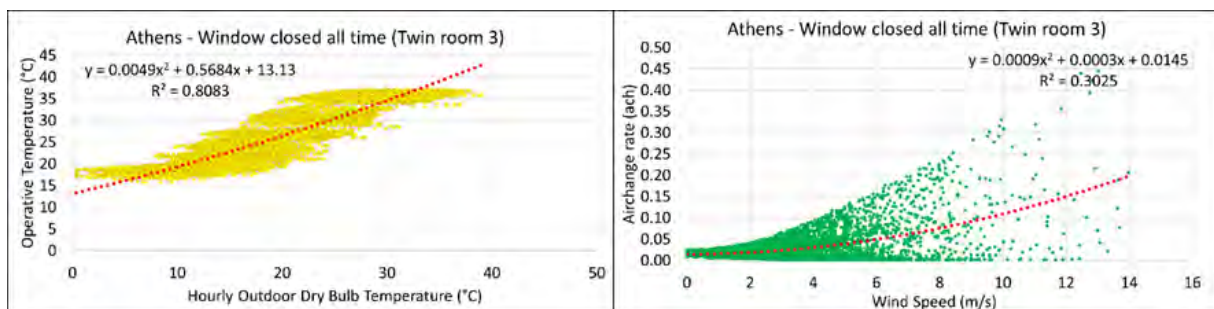 Athens - Window closed all time (Twin room 3)
y = 0.0049x² + 0.5684x + 13.13
R² = 0.8083
Operative Temperature (°C)
45
40
35
30
25
20
15
10
5
0
0 10 20 30 40 50
Hourly Outdoor Dry Bulb Temperature (°C)
Athens - Window closed all time (Twin room 3)
y = 0.0009x² + 0.0003x + 0.0145
R² = 0.3025
Airchange rate (ach)
0.50
0.45
0.40
0.35
0.30
0.25
0.20
0.15
0.10
0.05
0.00
0 2 4 6 8 10 12 14 16
Wind Speed (m/s)